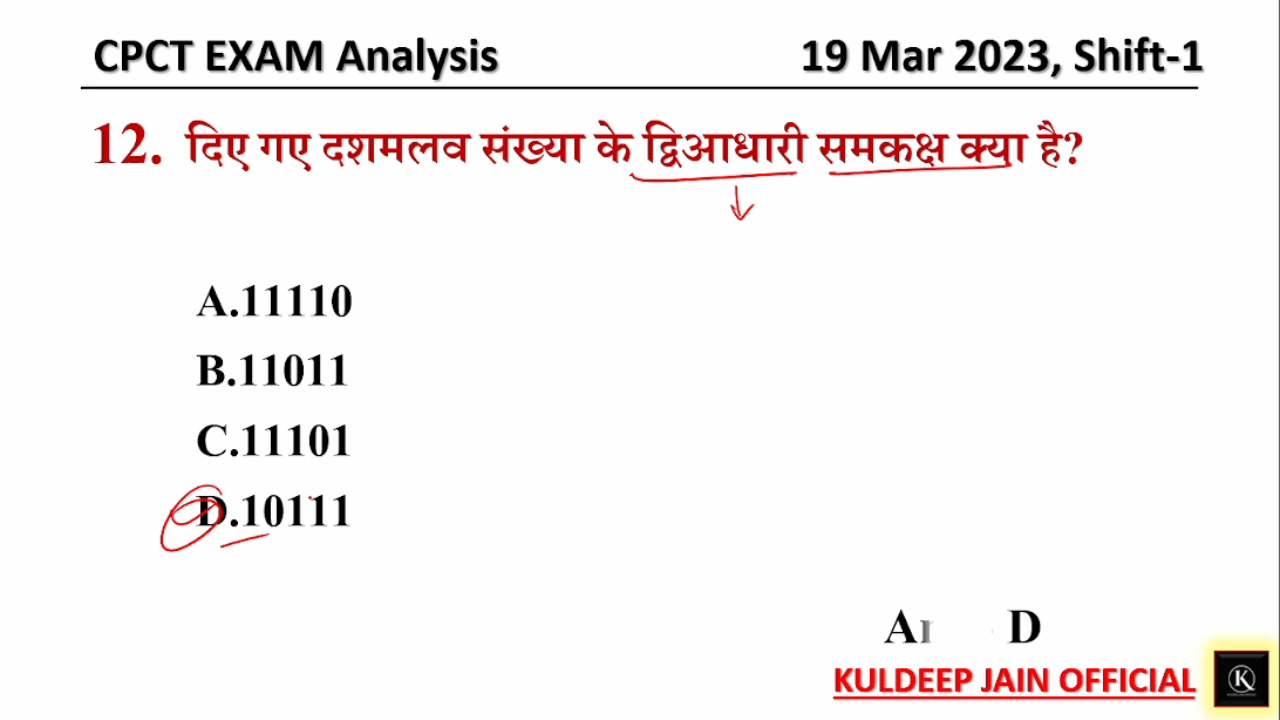 CPCT EXAM Analysis 19 Mar 2023, Shift-1
12. दिए गए दशमलव संख्या के द्विआधारी समकक्ष क्या है?
A.11110
B.11011
C.11101
D.10111
D
KULDEEP JAIN OFFICIAL
K